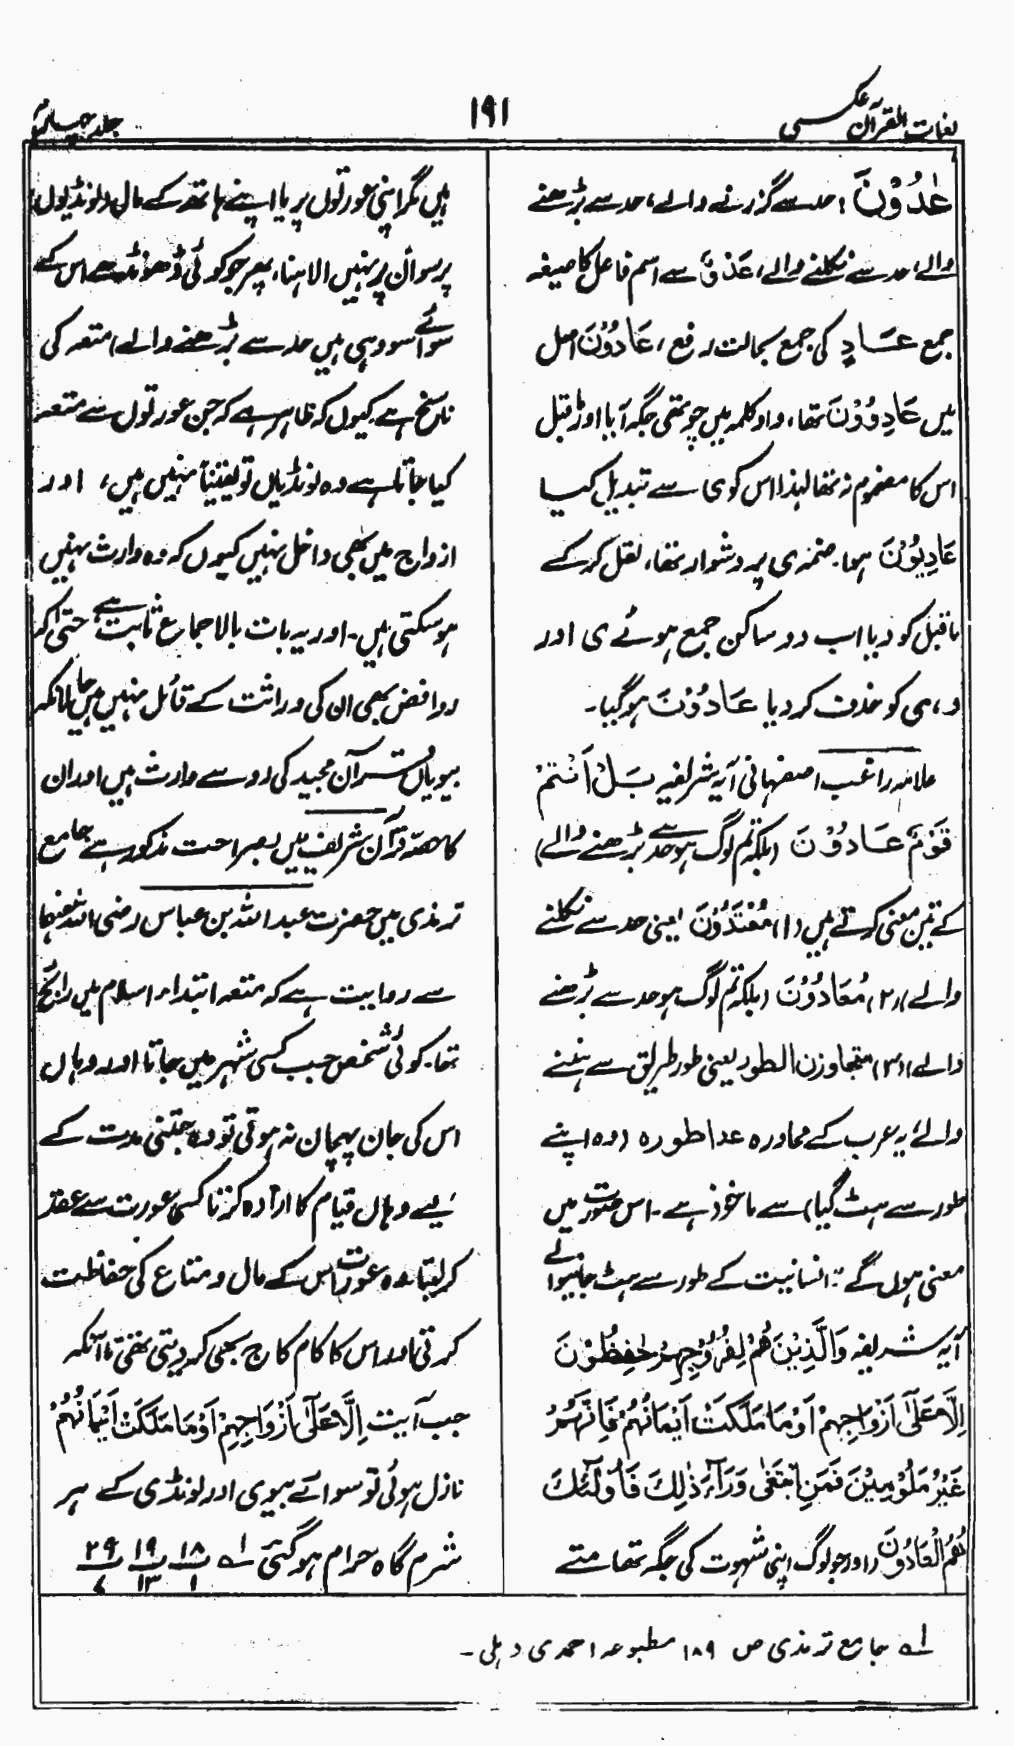 لغات القرآن عکسی
۱۹۱
جلد چہارم
عٰدُوْنَ؛ حد سے گزرنے والے، حد سے بڑھنے
والے، حد سے نکلنے والے، عَدْوٌ سے اسم فاعل کا صیغہ
جمع عَادٍ کی جمع بحالت رفع، عَادُوْنَ اصل
میں عَادِوُوْنَ تھا، واو کلمہ میں چوتھی جگہ آیا اور ماقبل
اس کا مضموم نہ تھا لہذا اس کو ی سے تبدیل کیا
عَادِیُوْنَ ہوا۔ ضمہ ی پر دشوار تھا، نقل کر کے
ماقبل کو دیا اب دو ساکن جمع ہوئے ی اور
و، ی کو حذف کر دیا عَادُوْنَ ہو گیا۔
علامہ راغب اصفہانی آیہ شریفہ بَلْ اَنْتُمْ
قَوْمٌ عَادُوْنَ (بلکہ تم لوگ ہو حد سے بڑھنے والے)
کے تین معنی کرتے ہیں (۱) مُعْتَدُوْنَ یعنی حد سے نکلنے
والے، (۲) مُعَادُوْنَ (بلکہ تم لوگ ہو حد سے بڑھنے
والے، (۳) متجاوزن الطور یعنی طور طریق سے ہٹنے
والے، یہ عرب کے محاورہ عدا طورہ (وہ اپنے
طور سے ہٹ گیا) سے ماخوذ ہے۔ اس صورت میں
معنی ہوں گے ۔ انسانیت کے طور سے ہٹ جانیوالے
آیہ شریفہ وَالَّذِیْنَ هُمْ لِفُرُوْجِهِمْ حٰفِظُوْنَ
اِلَّا عَلٰۤی اَزْوَاجِهِمْ اَوْ مَا مَلَكَتْ اَیْمَانُهُمْ فَاِنَّهُمْ
غَیْرُ مَلُوْمِیْنَ فَمَنِ ابْتَغٰی وَرَآءَ ذٰلِكَ فَاُولٰٓئِكَ
هُمُ الْعَادُوْنَ (اور جو لوگ اپنی شہوت کی جگہ تھامتے
ہیں مگر اپنی عورتوں پر یا اپنے ہاتھ کے مال (لونڈیوں)
پر سو ان پر نہیں الاہنا، پھر جو کوئی ڈھونڈھے اس کے
سوائے سو وہی ہیں حد سے بڑھنے والے) متعہ کی
ناسخ ہے کیوں کہ ظاہر ہے کہ جن عورتوں سے متعہ
کیا جاتا ہے وہ لونڈیاں تو یقیناً نہیں ہیں، اور
ازواج میں بھی داخل نہیں کیوں کہ وہ وارث نہیں
ہو سکتی ہیں۔ اور یہ بات بالاجماع ثابت ہے حتی اکہ
روافض بھی ان کی وراثت کے قائل نہیں ہیں حالانکہ
بیویاں قرآن مجید کی رو سے وارث ہیں اور ان
کا حصہ قرآن شریف میں بصراحت مذکور ہے جامع
ترمذی میں حضرت عبداللہ بن عباس رضی اللہ عنہما
سے روایت ہے کہ متعہ ابتداء اسلام میں رائج
تھا۔ کوئی شخص جب کسی شہر میں جاتا اور وہاں
اس کی جان پہچان نہ ہوتی تو وہ جتنی مدت کے
لیے وہاں قیام کا ارادہ کرتا کسی عورت سے عقد
کر لیتا وہ عورت اس کے مال و متاع کی حفاظت
کرتی اور اس کا کام کاج بھی کر دیتی تھی تا آنکہ
جب آیت اِلَّا عَلٰۤی اَزْوَاجِهِمْ اَوْ مَا مَلَكَتْ اَیْمَانُهُمْ
نازل ہوئی تو سوائے بیوی اور لونڈی کے ہر
شرم گاہ حرام ہو گئی ۱ے ۱۸/۱ ۱۹/۱۳ ۲۹/۷
۱ے جامع ترمذی ص ۱۸۹ مطبوعہ احمدی دہلی۔